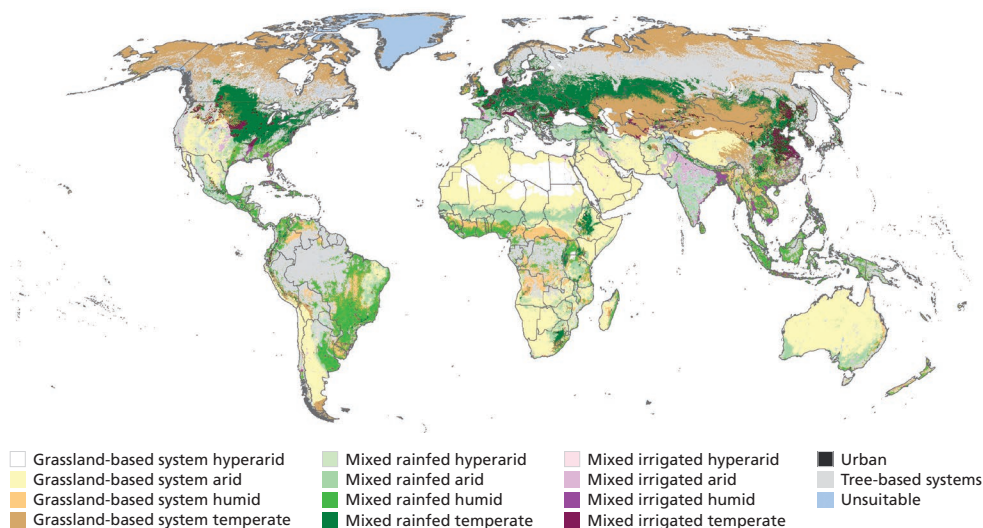 Grassland-based system hyperarid
Grassland-based system arid
Grassland-based system humid
Grassland-based system temperate
Mixed rainfed hyperarid
Mixed rainfed arid
Mixed rainfed humid
Mixed rainfed temperate
Mixed irrigated hyperarid
Mixed irrigated arid
Mixed irrigated humid
Mixed irrigated temperate
Urban
Tree-based systems
Unsuitable